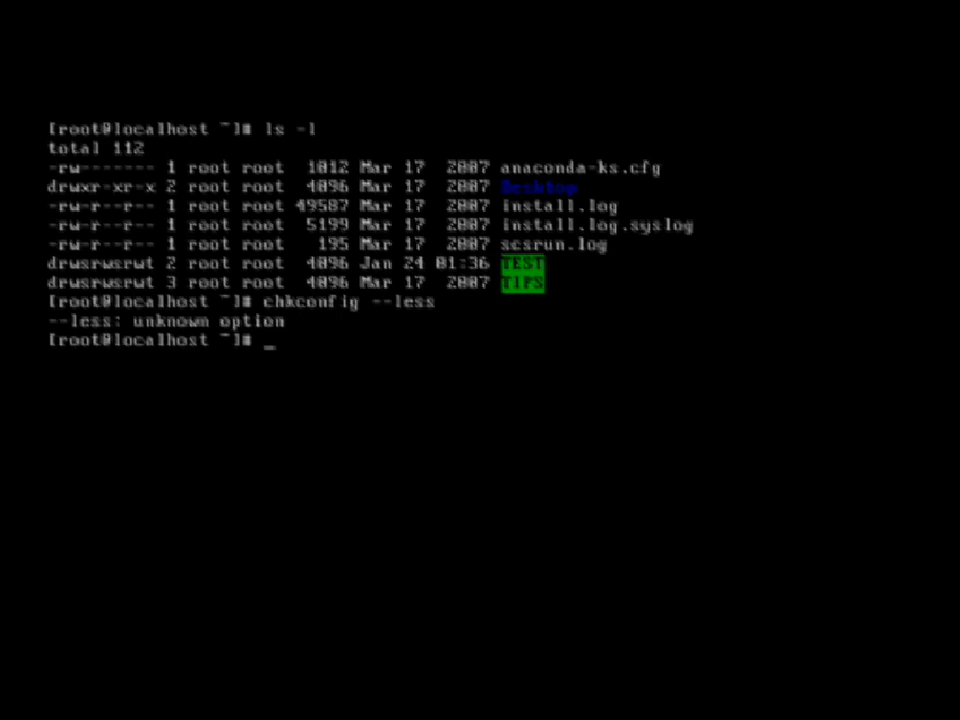 [root@localhost ~]# ls -l
total 112
-rw------- 1 root root 1012 Mar 17 2007 anaconda-ks.cfg
drwxr-xr-x 2 root root 4096 Mar 17 2007 Desktop
-rw-r--r-- 1 root root 49587 Mar 17 2007 install.log
-rw-r--r-- 1 root root 5199 Mar 17 2007 install.log.syslog
-rw-r--r-- 1 root root 195 Mar 17 2007 scsrun.log
drwsrwsrwt 2 root root 4096 Jan 24 01:36 TEST
drwsrwsrwt 3 root root 4096 Mar 17 2007 TIPS
[root@localhost ~]# chkconfig --less
--less: unknown option
[root@localhost ~]# _